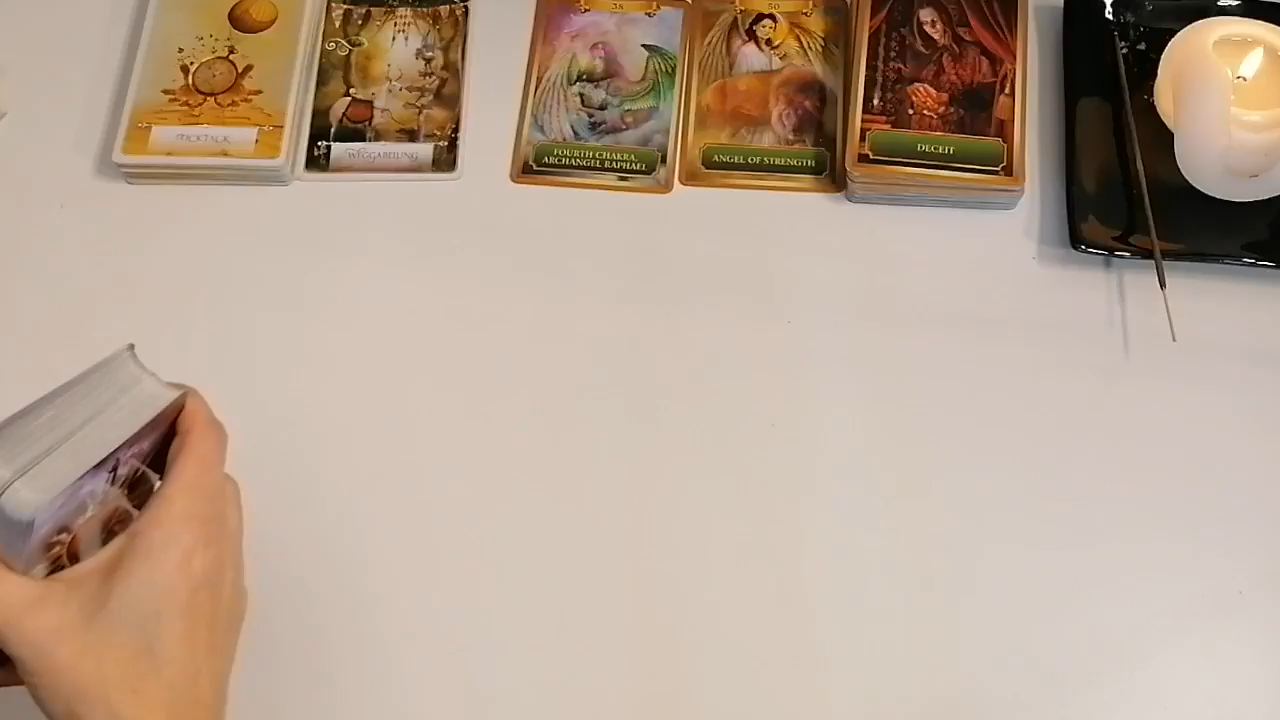 TICKTACK
WEGGABELUNG
38
FOURTH CHAKRA,
ARCHANGEL RAPHAEL
50
ANGEL OF STRENGTH
DECEIT